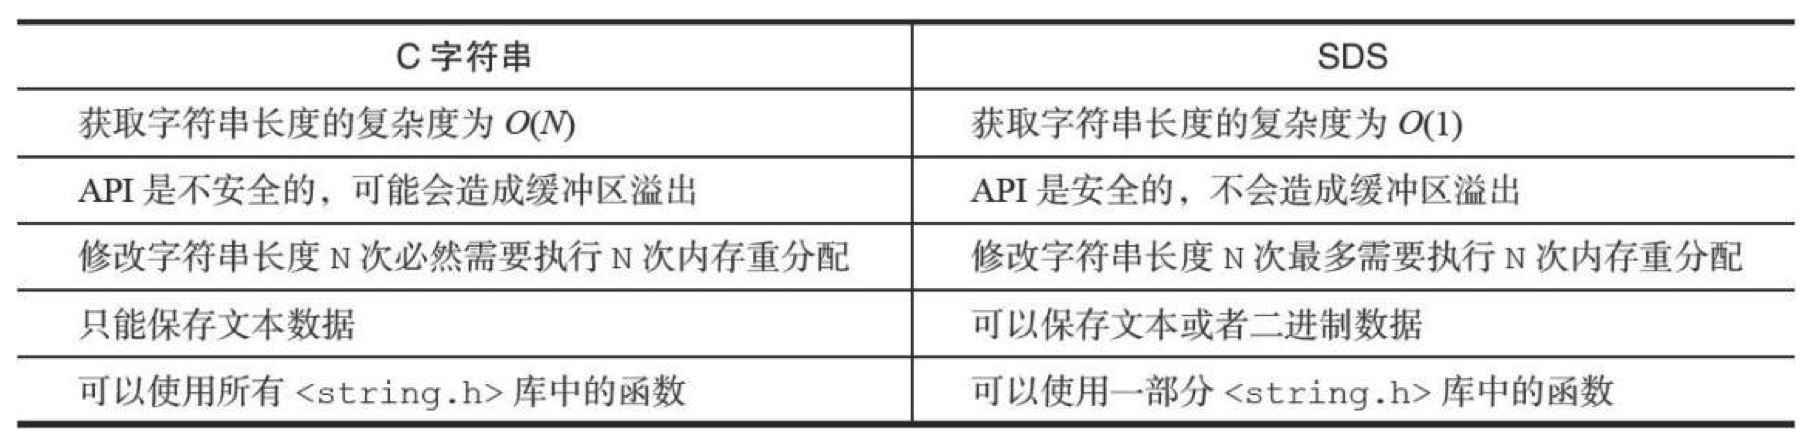 C 字符串 SDS
获取字符串长度的复杂度为 O(N) 获取字符串长度的复杂度为 O(1)
API 是不安全的，可能会造成缓冲区溢出 API 是安全的，不会造成缓冲区溢出
修改字符串长度 N 次必然需要执行 N 次内存重分配 修改字符串长度 N 次最多需要执行 N 次内存重分配
只能保存文本数据 可以保存文本或者二进制数据
可以使用所有 <string.h> 库中的函数 可以使用一部分 <string.h> 库中的函数